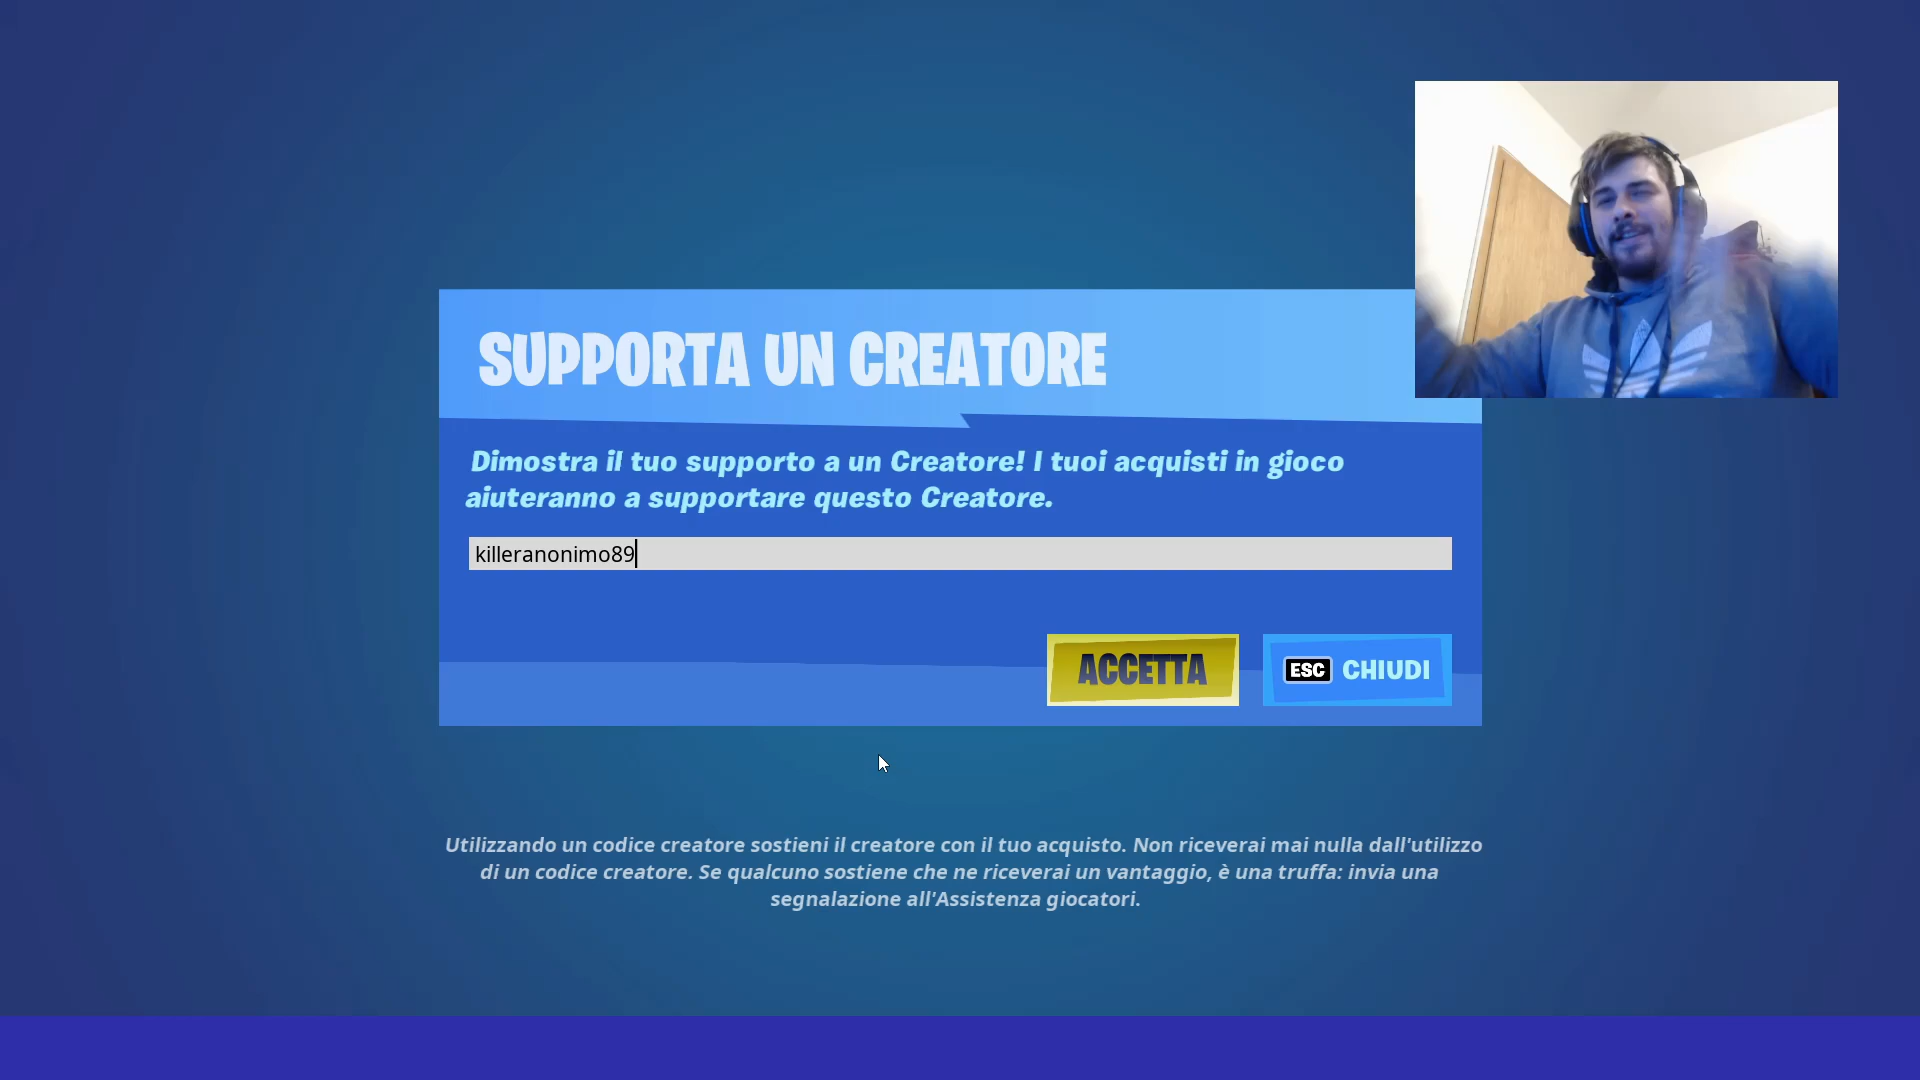 SUPPORTA UN CREATORE
Dimostra il tuo supporto a un Creatore! I tuoi acquisti in gioco
aiuteranno a supportare questo Creatore.
killeranonimo89
ACCETTA
ESC CHIUDI
Utilizzando un codice creatore sostieni il creatore con il tuo acquisto. Non riceverai mai nulla dall'utilizzo
di un codice creatore. Se qualcuno sostiene che ne riceverai un vantaggio, è una truffa: invia una
segnalazione all'Assistenza giocatori.